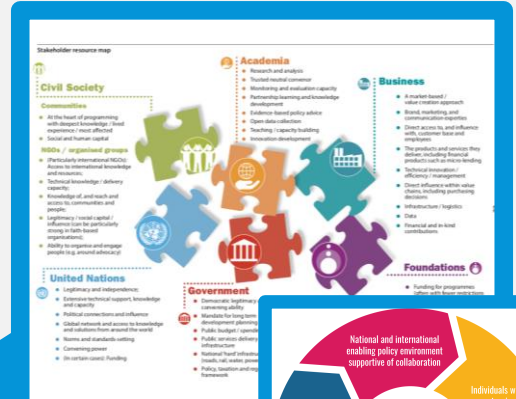 Stakeholder resource map
Civil Society
Communities
At the heart of programming
with deepest knowledge / lived
experience / most affected
Social and human capital
NGOs / organised groups
(Particularly international NGOs)
Access to international knowledge
and resources;
Technical knowledge / delivery
capacity;
Knowledge of, and reach and
access to communities and
people;
Legitimacy / social capital /
influence (can be particularly
strong in faith-based
organisations);
Ability to organise and engage
people (e.g. around advocacy)
Academia
Research and analysis
Trusted neutral convenor
Monitoring and evaluation capacity
Partnership learning and knowledge
development
Evidence-based policy advice
Open data collection
Teaching / capacity building
Innovation development
Business
A market-based /
value creation approach
Brand, marketing, and
communication expertise
Direct access to, and influence
with, customer base and
employees
The products and services they
deliver, including financial
products such as micro-lending
Technical innovation /
efficiency / management
Direct influence within value
chains, including purchasing
decisions
Infrastructure / logistics
Data
Financial and in-kind
contributions
United Nations
Legitimacy and independence;
Extensive technical support, knowledge
and capacity
Political connections and influence
Global network and access to knowledge
and solutions from around the world
Norms and standards setting
Convening power
(In certain cases) Funding
Government
Democratic legitimacy
convening ability
Mandate for long term
development planning
Public budget / spend
Public services delivery
infrastructure
National 'hard' infrastru
(roads, rail, water, power
Policy, taxation and reg
framework
Foundations
Funding for programmes
(often with fewer restrictions
National and international
enabling policy environment
supportive of collaboration
Individuals w